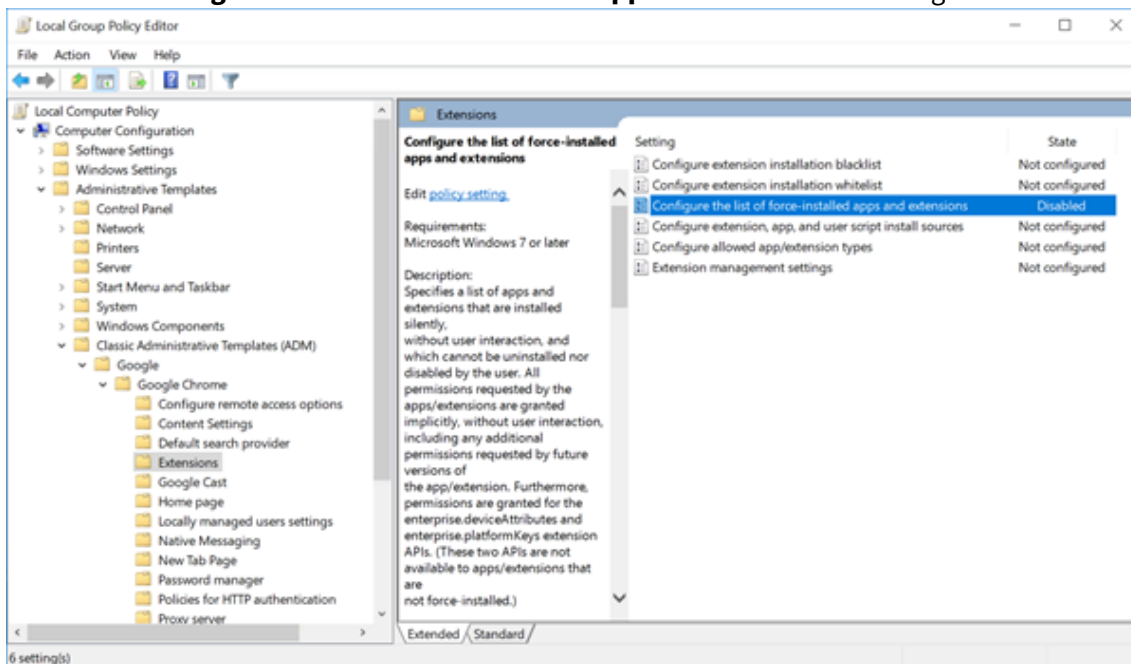 Local Group Policy Editor
File Action View Help
Local Computer Policy
Computer Configuration
Software Settings
Windows Settings
Administrative Templates
Control Panel
Network
Printers
Server
Start Menu and Taskbar
System
Windows Components
Classic Administrative Templates (ADM)
Google
Google Chrome
Configure remote access options
Content Settings
Default search provider
Extensions
Google Cast
Home page
Locally managed users settings
Native Messaging
New Tab Page
Password manager
Policies for HTTP authentication
Proxy server
Extensions
Configure the list of force-installed
apps and extensions
Edit policy setting.
Requirements:
Microsoft Windows 7 or later
Description:
Specifies a list of apps and
extensions that are installed
silently,
without user interaction, and
which cannot be uninstalled nor
disabled by the user. All
permissions requested by the
apps/extensions are granted
implicitly, without user interaction,
including any additional
permissions requested by future
versions of
the app/extension. Furthermore,
permissions are granted for the
enterprise.deviceAttributes and
enterprise.platformKeys extension
APIs. (These two APIs are not
available to apps/extensions that
are
not force-installed.)
Setting State
Configure extension installation blacklist Not configured
Configure extension installation whitelist Not configured
Configure the list of force-installed apps and extensions Disabled
Configure extension, app, and user script install sources Not configured
Configure allowed app/extension types Not configured
Extension management settings Not configured
Extended Standard
6 setting(s)